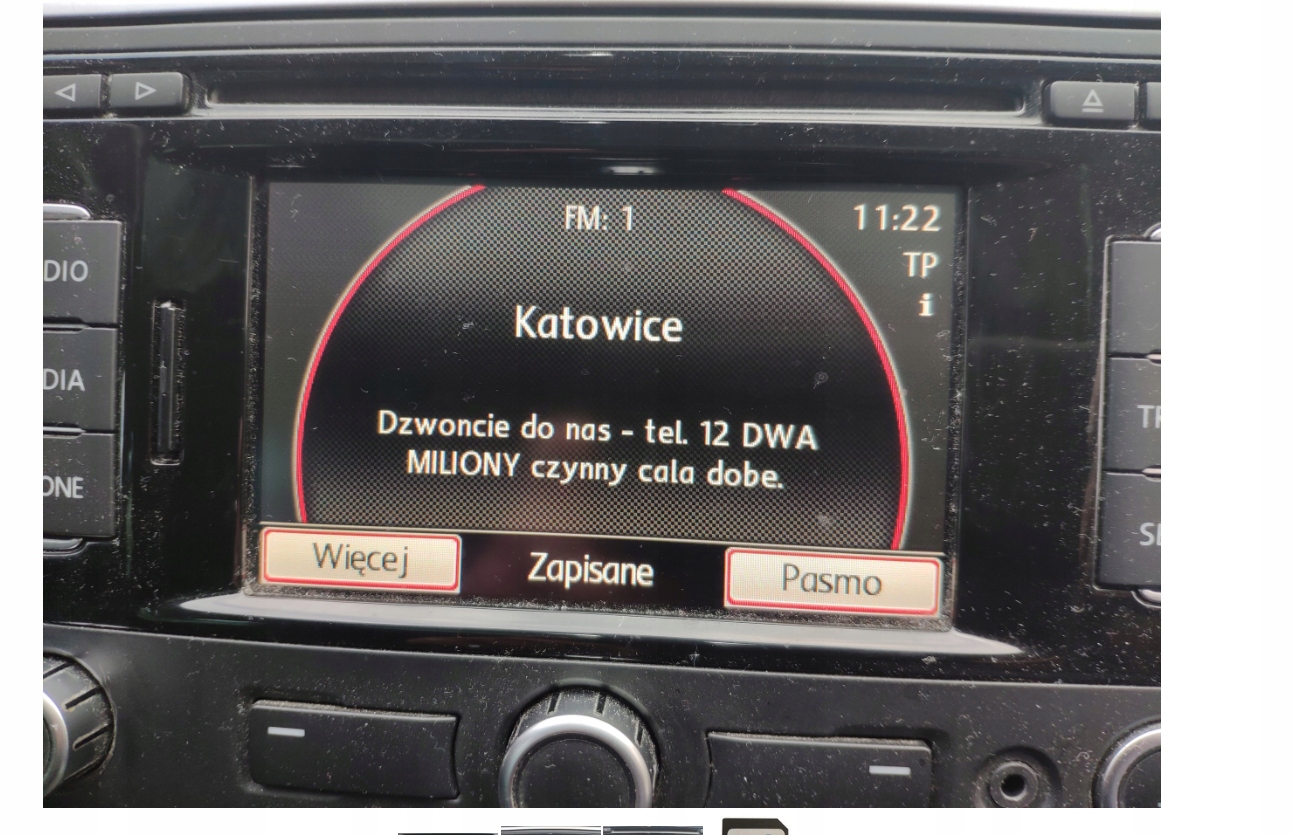 FM: 1
11:22
TP
i
DIO
Katowice
DIA
TR
Dzwoncie do nas - tel. 12 DWA
MILIONY czynny cala dobe.
ONE
Więcej
Zapisane
Pasmo